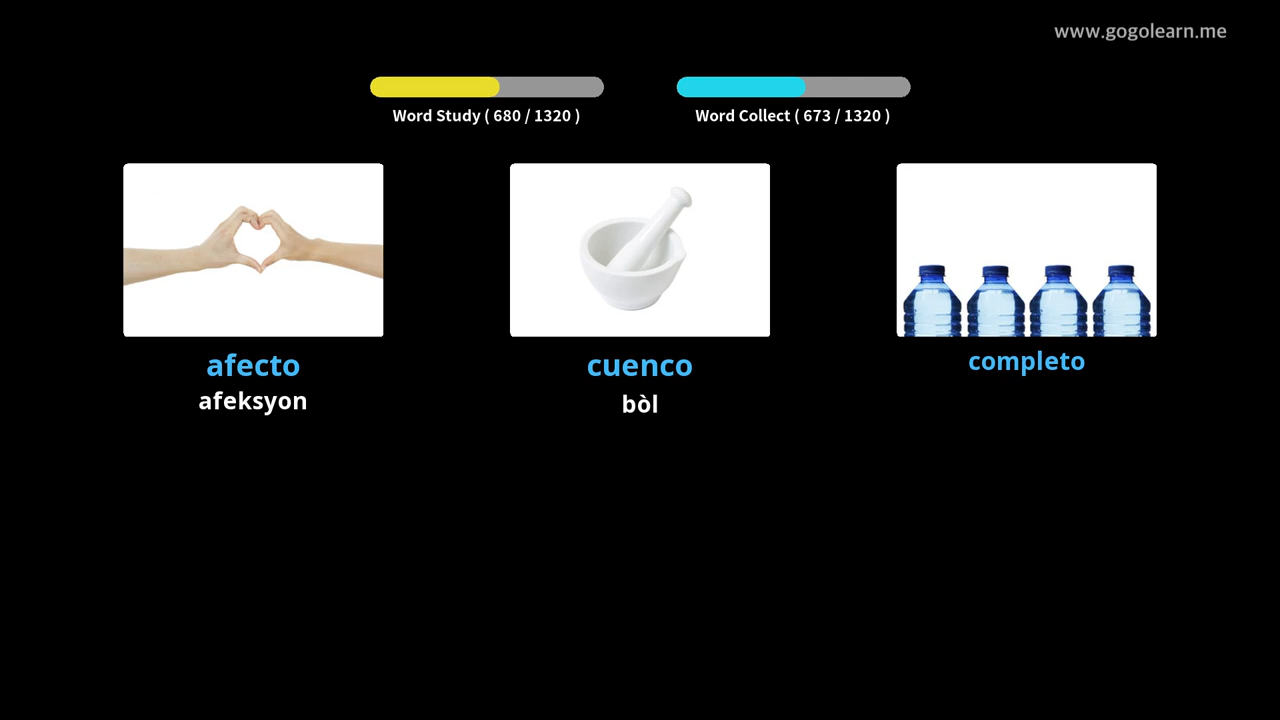 www.gogolearn.me
Word Study ( 680 / 1320 )
Word Collect ( 673 / 1320 )
afecto
afeksyon
cuenco
bòl
completo